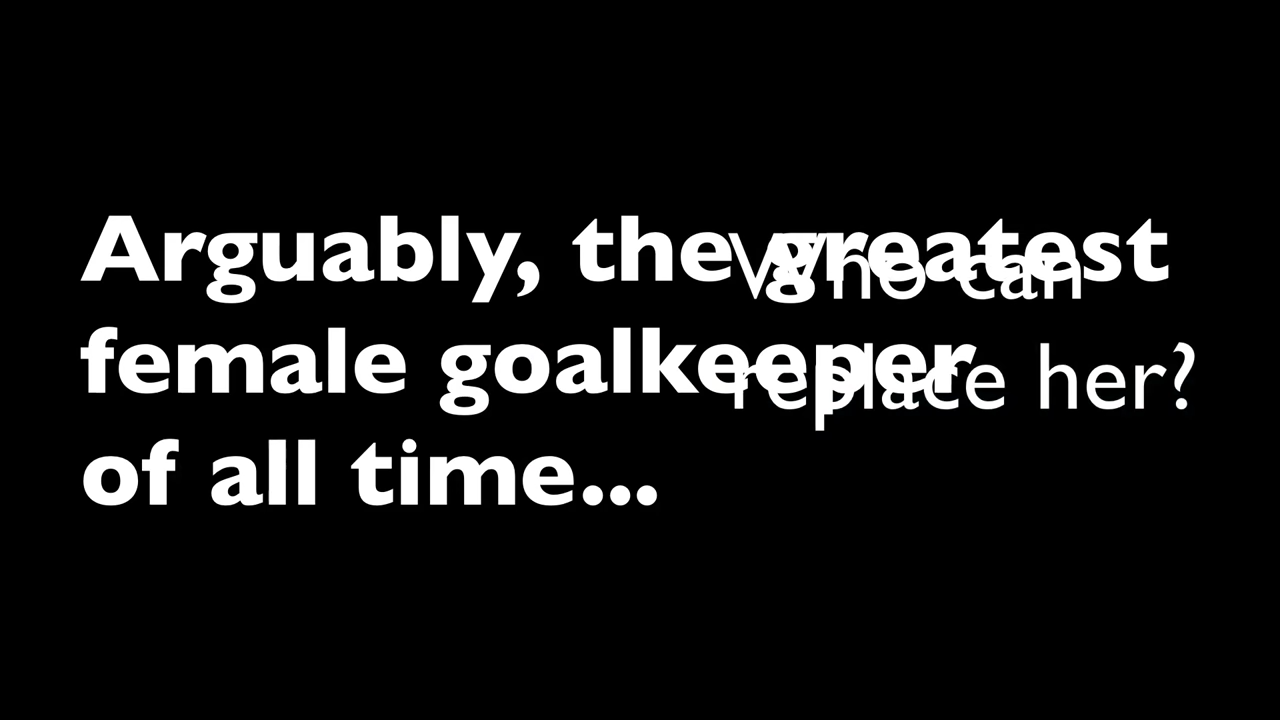 Arguably, the greatest
female goalkeeper
of all time...
Who can
replace her?